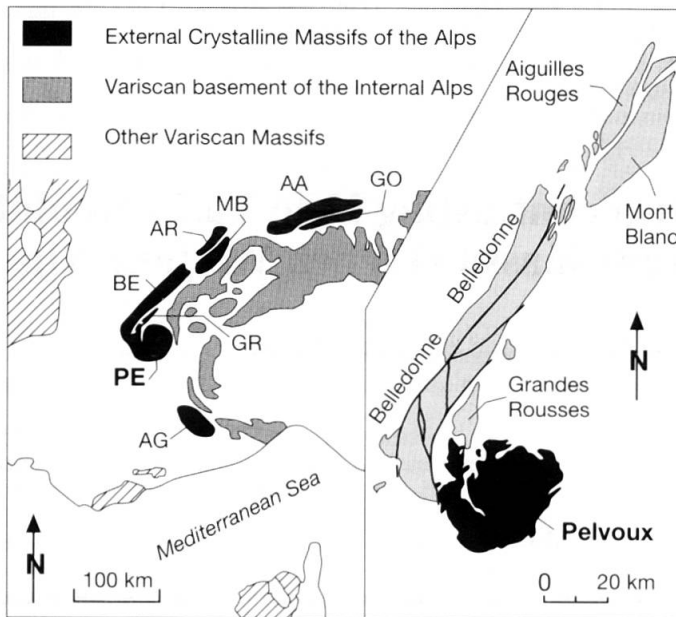 External Crystalline Massifs of the Alps
Variscan basement of the Internal Alps
Other Variscan Massifs
AA
GO
MB
AR
BE
GR
PE
AG
Mediterranean Sea
N
100 km
Aiguilles
Rouges
Mont
Blanc
Belledonne
Belledonne
N
Grandes
Rousses
Pelvoux
0 20 km